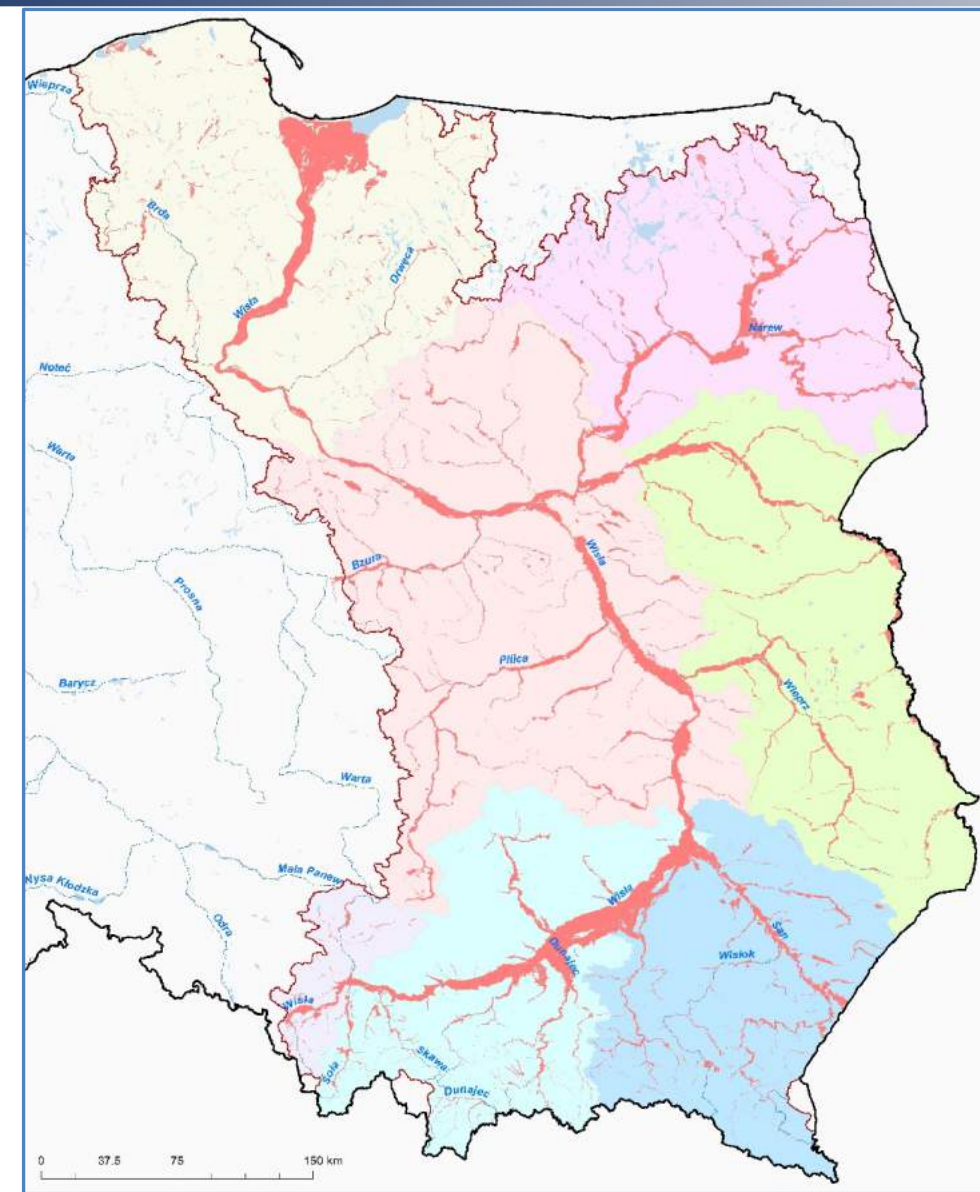 Wieprza
Brda
Drwęca
Wisła
Narew
Noteć
Warta
Bzura
Wisła
Prosna
Pilica
Barycz
Wieprz
Warta
Mała Panew
Nysa Kłodzka
Odra
Wisła
San
Dunajec
Wisłok
Wisła
Skawa
Soła
Dunajec
0 37.5 75 150 km